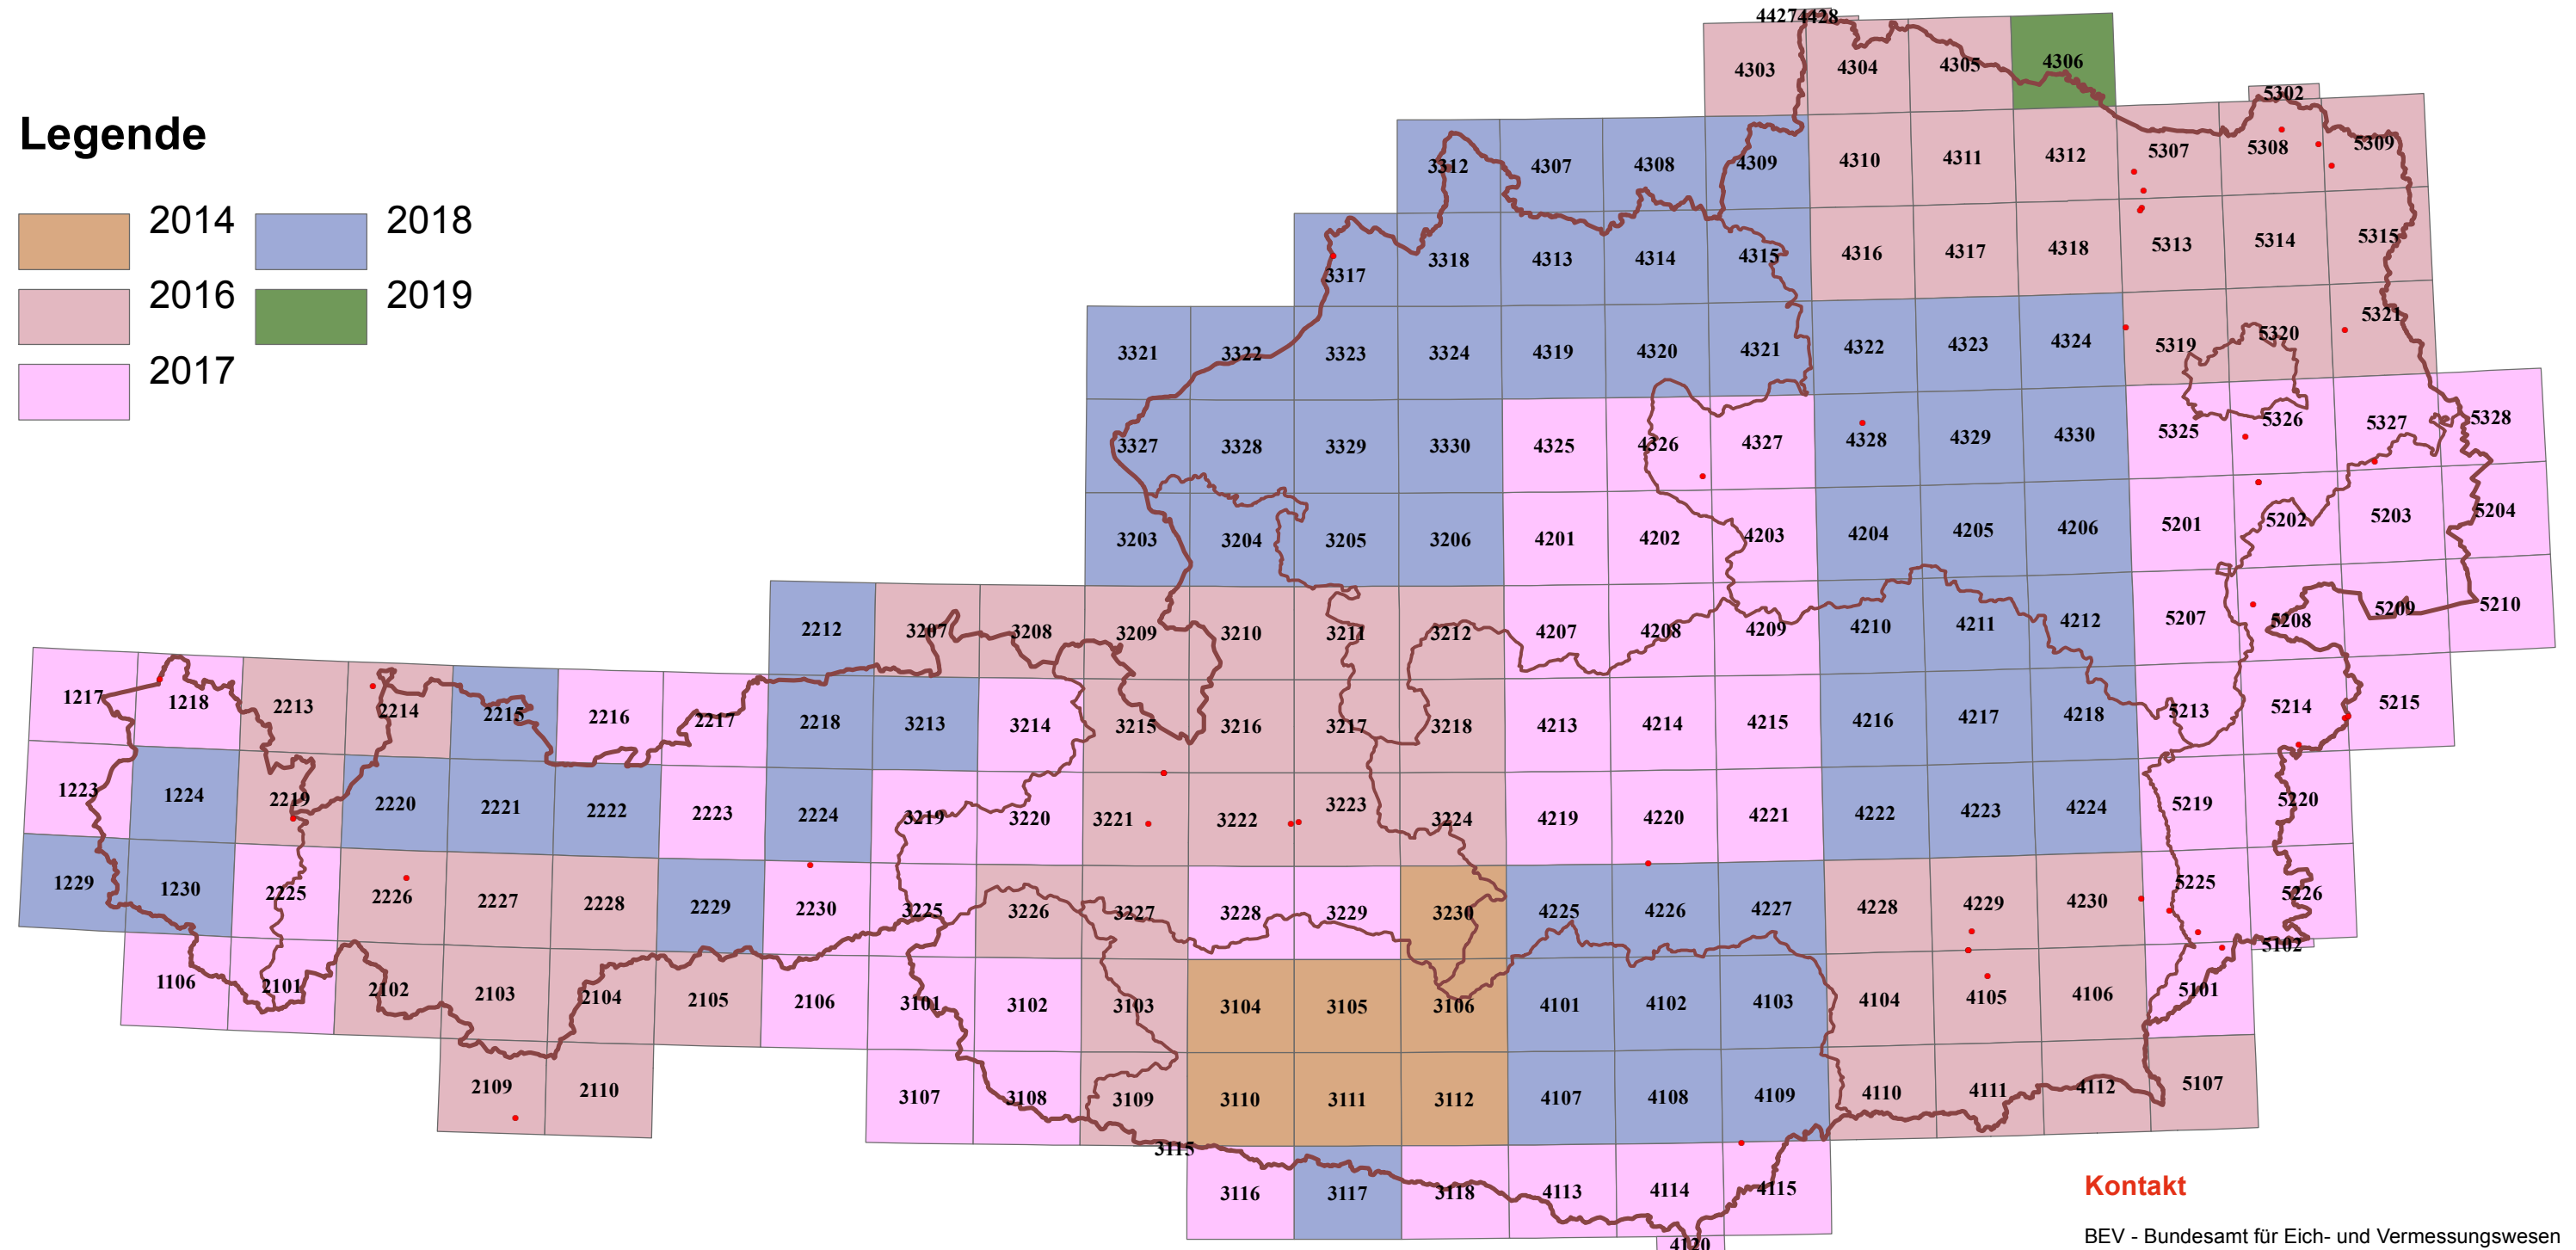 Legende
2014 2018
2016 2019
2017
4427 4428
4303 4304 4305 4306
5302
3312 4307 4308 4309 4310 4311 4312 5307 5308 5309
3317 3318 4313 4314 4315 4316 4317 4318 5313 5314 5315
3321 3322 3323 3324 4319 4320 4321 4322 4323 4324 5319 5320 5321
3327 3328 3329 3330 4325 4326 4327 4328 4329 4330 5325 5326 5327 5328
3203 3204 3205 3206 4201 4202 4203 4204 4205 4206 5201 5202 5203 5204
2212 3207 3208 3209 3210 3211 3212 4207 4208 4209 4210 4211 4212 5207 5208 5209 5210
1217 1218 2213 2214 2215 2216 2217 2218 3213 3214 3215 3216 3217 3218 4213 4214 4215 4216 4217 4218 5213 5214 5215
1223 1224 2219 2220 2221 2222 2223 2224 3219 3220 3221 3222 3223 3224 4219 4220 4221 4222 4223 4224 5219 5220
1229 1230 2225 2226 2227 2228 2229 2230 3225 3226 3227 3228 3229 3230 4225 4226 4227 4228 4229 4230 5225 5226
5102
1106 2101 2102 2103 2104 2105 2106 3101 3102 3103 3104 3105 3106 4101 4102 4103 4104 4105 4106 5101
2109 2110 3107 3108 3109 3110 3111 3112 4107 4108 4109 4110 4111 4112 5107
3115
3116 3117 3118 4113 4114 4115
4120
Kontakt
BEV - Bundesamt für Eich- und Vermessungswesen